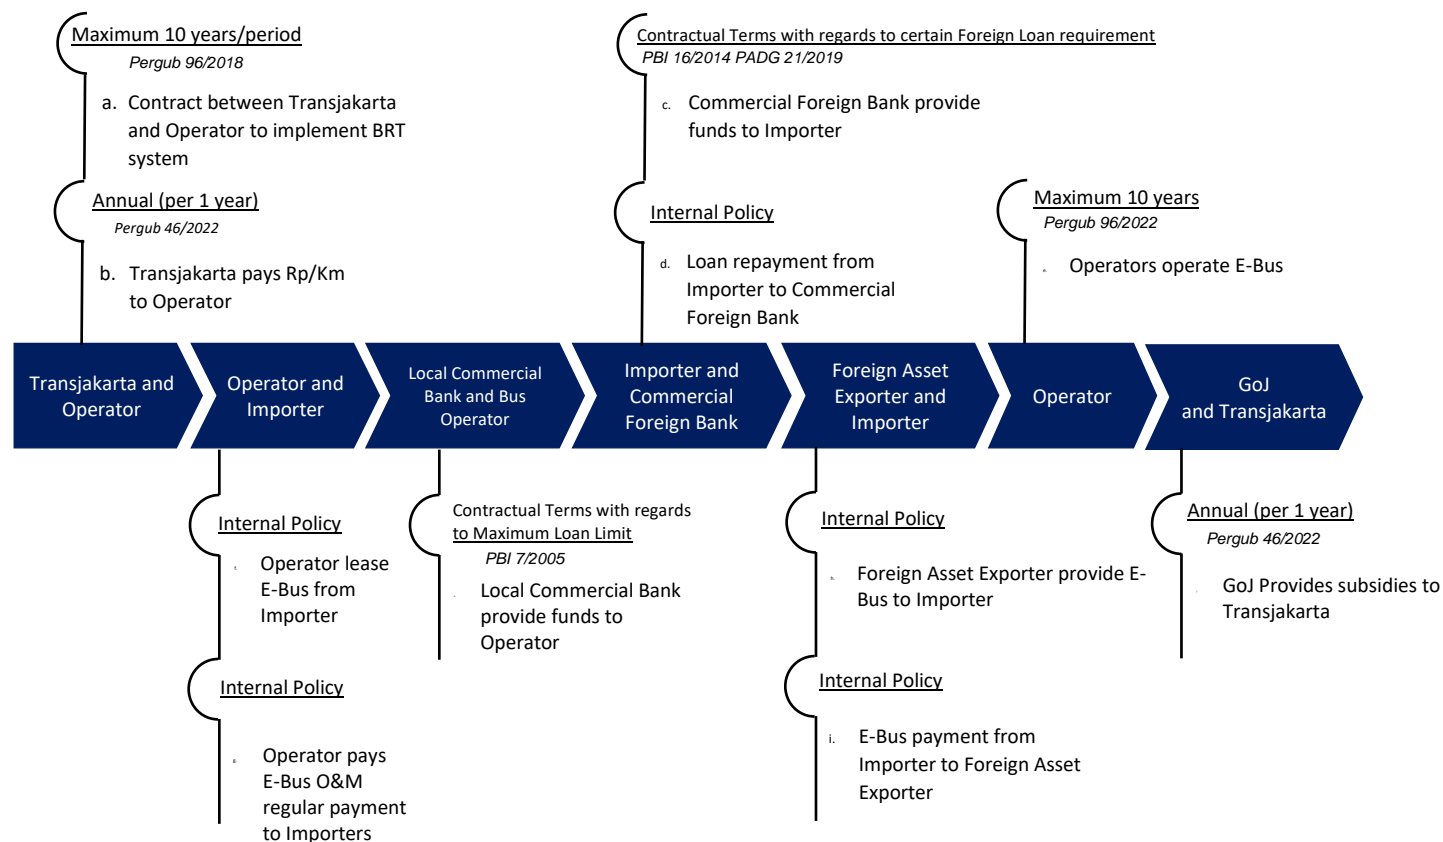 Maximum 10 years/period
Pergub 96/2018
a. Contract between Transjakarta
and Operator to implement BRT
system
Annual (per 1 year)
Pergub 46/2022
b. Transjakarta pays Rp/Km
to Operator
Contractual Terms with regards to certain Foreign Loan requirement
PBI 16/2014 PADG 21/2019
c. Commercial Foreign Bank provide
funds to Importer
Internal Policy
d. Loan repayment from
Importer to Commercial
Foreign Bank
Maximum 10 years
Pergub 96/2022
Operators operate E-Bus
Transjakarta and
Operator
Operator and
Importer
Local Commercial
Bank and Bus
Operator
Importer and
Commercial
Foreign Bank
Foreign Asset
Exporter and
Importer
Operator
GoJ
and Transjakarta
Internal Policy
Operator lease
E-Bus from
Importer
Internal Policy
Operator pays
E-Bus O&M
regular payment
to Importers
Contractual Terms with regards
to Maximum Loan Limit
PBI 7/2005
Local Commercial Bank
provide funds to
Operator
Internal Policy
Foreign Asset Exporter provide E-
Bus to Importer
Internal Policy
i. E-Bus payment from
Importer to Foreign Asset
Exporter
Annual (per 1 year)
Pergub 46/2022
GoJ Provides subsidies to
Transjakarta